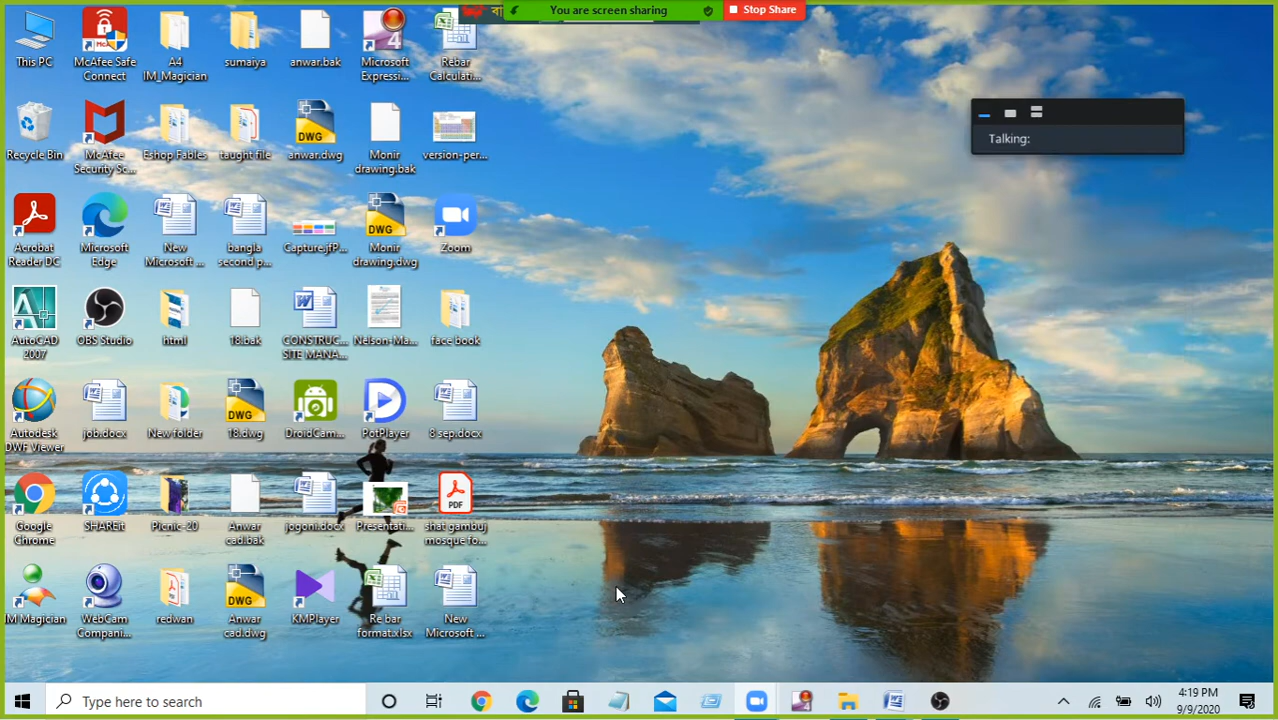 বা
You are screen sharing
Stop Share
This PC
McAfee Safe
Connect
A4
IM_Magician
sumaiya
anwar.bak
Microsoft
Expressi...
Rebar
Calculati...
Talking:
Recycle Bin
McAfee
Security Sc...
Eshop Fables
taught file
DWG
anwar.dwg
Monir
drawing.bak
version-per...
Acrobat
Reader DC
Microsoft
Edge
New
Microsoft ...
bangla
second p...
Capture.jfP...
DWG
Monir
drawing.dwg
Zoom
AutoCAD
2007
OBS Studio
html
18.bak
CONSTRUC...
SITE MANA...
Nelson-Ma...
face book
Autodesk
DWF Viewer
job.docx
New folder
DWG
18.dwg
DroidCam...
PotPlayer
8 sep.docx
Google
Chrome
SHAREit
Picnic-20
Anwar
cad.bak
jogoni.docx
Presentati...
PDF
shat gambuj
mosque fo...
IM Magician
WebCam
Compani...
redwan
DWG
Anwar
cad.dwg
KMPlayer
Re bar
format.xlsx
New
Microsoft ...
Type here to search
4:19 PM
9/9/2020